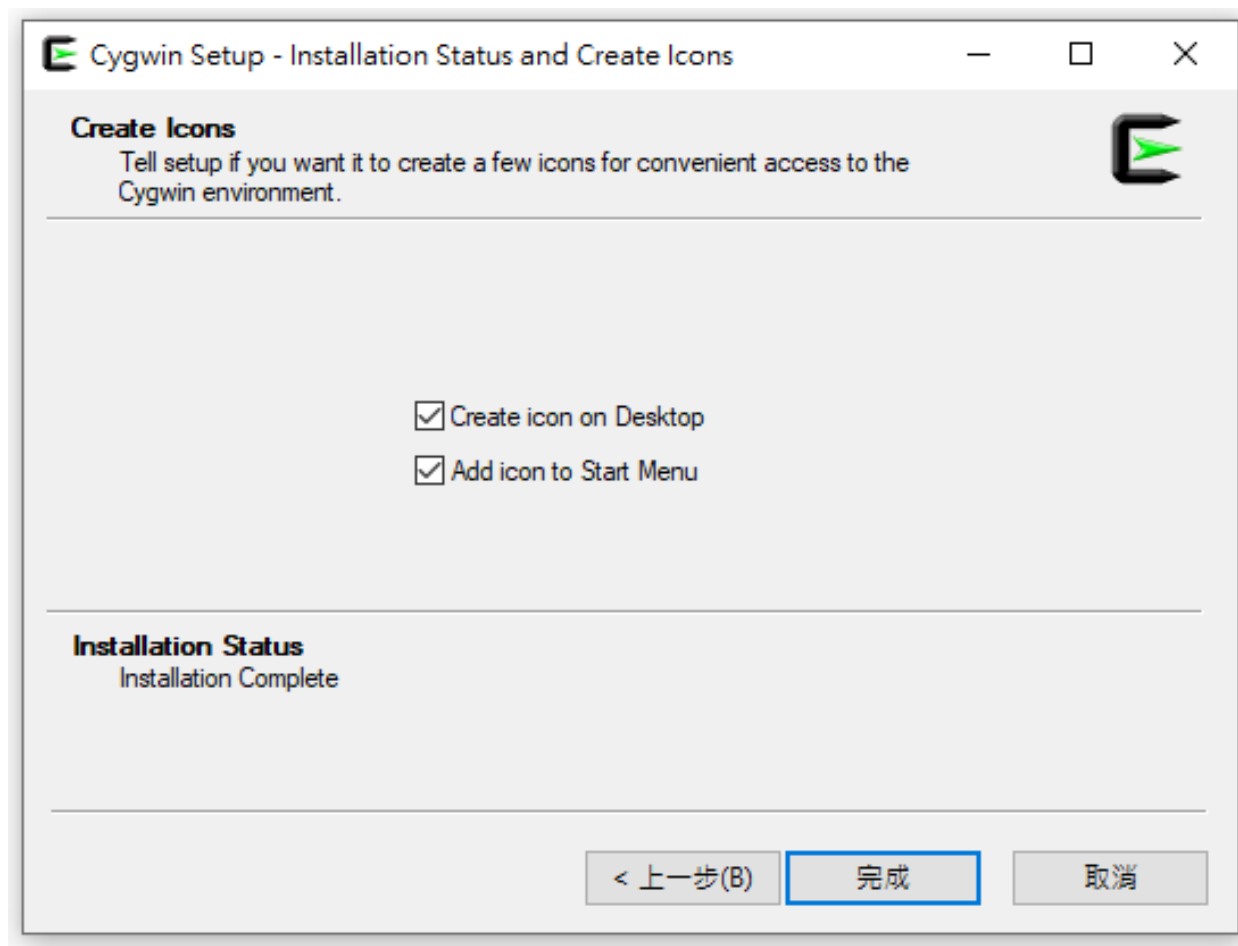 Cygwin Setup - Installation Status and Create Icons
Create Icons
Tell setup if you want it to create a few icons for convenient access to the
Cygwin environment.
Create icon on Desktop
Add icon to Start Menu
Installation Status
Installation Complete
< 上一步(B)
完成
取消